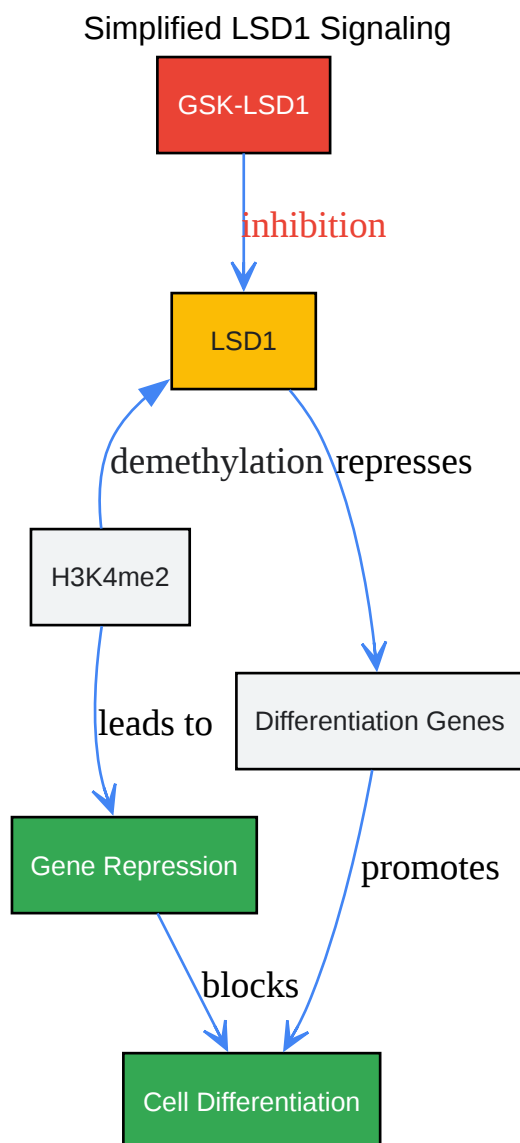 Simplified LSD1 Signaling
GSK-LSD1
inhibition
LSD1
demethylation
represses
H3K4me2
Differentiation Genes
leads to
Gene Repression
promotes
blocks
Cell Differentiation